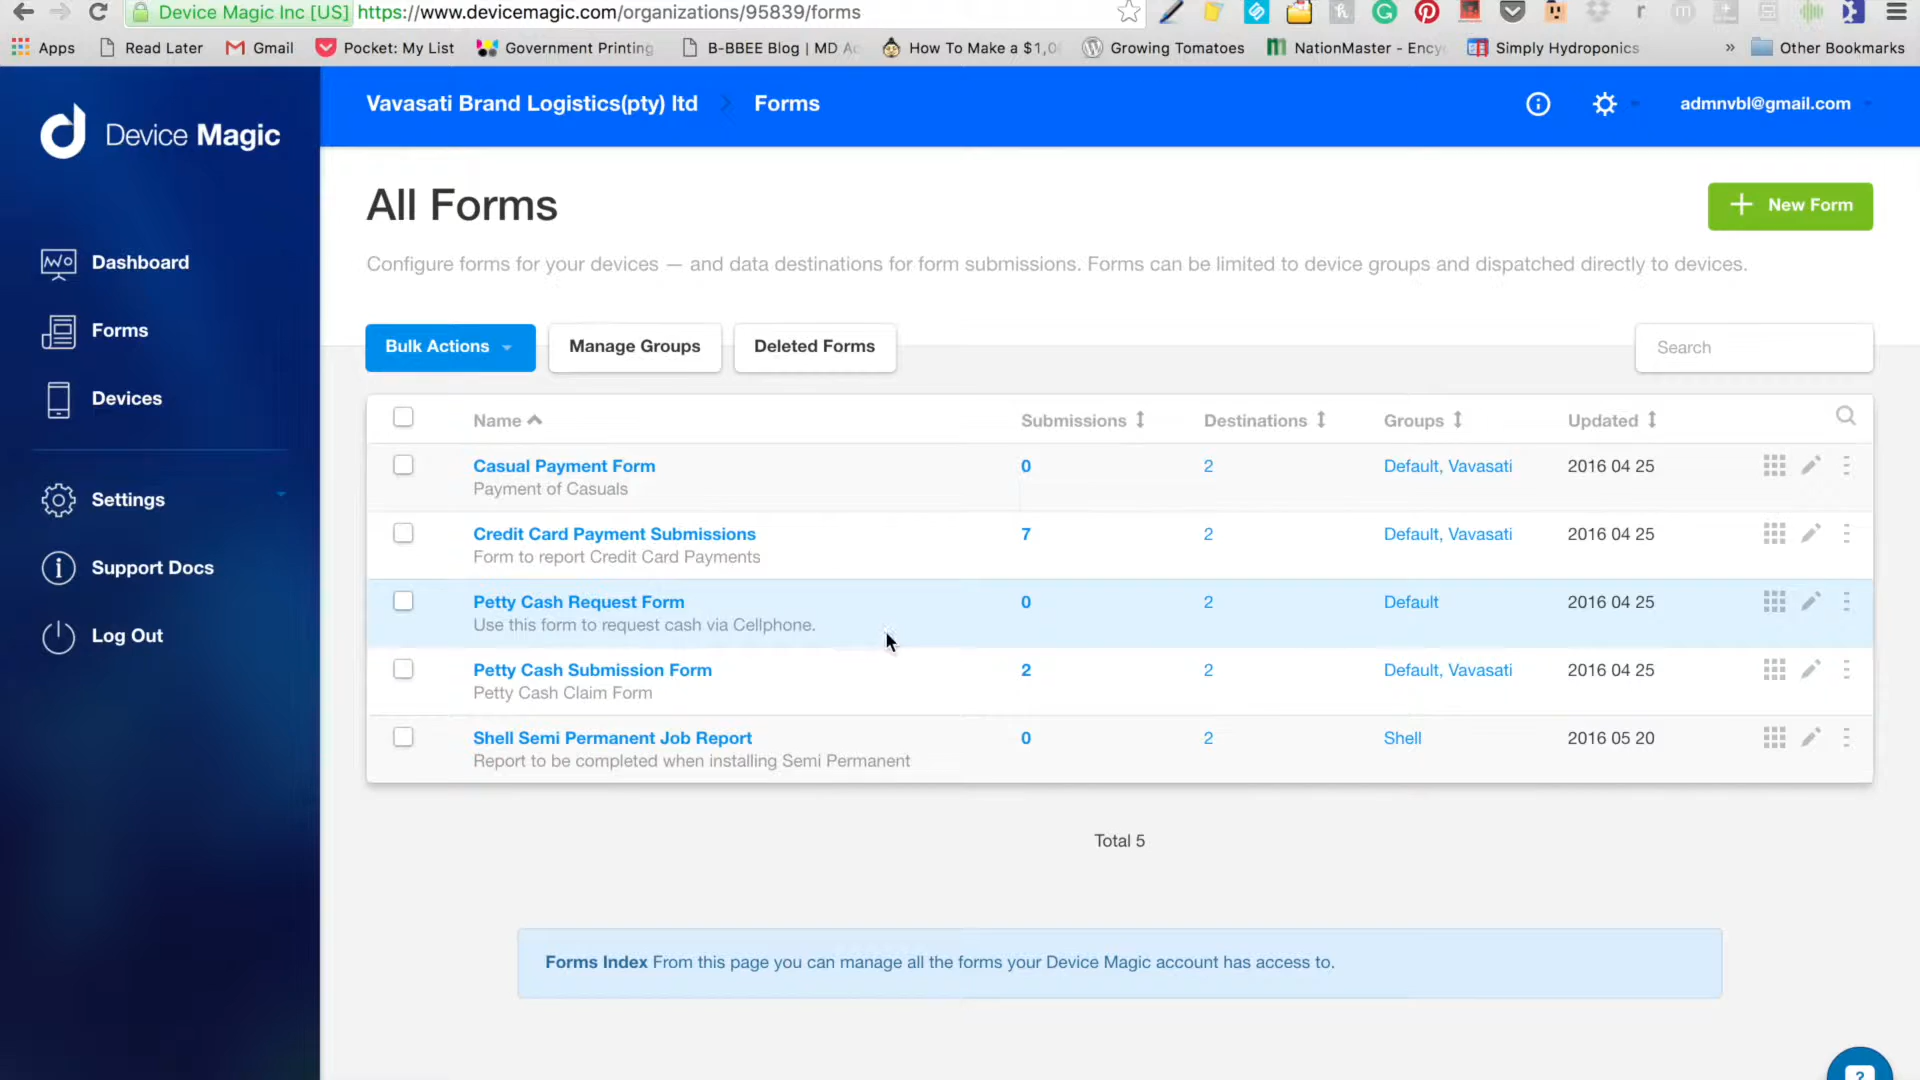 Device Magic Inc [US] https://www.devicemagic.com/organizations/95839/forms
Apps Read Later Gmail Pocket: My List Government Printing B-BBEE Blog | MD How To Make a $1,0 Growing Tomatoes NationMaster - Ency Simply Hydroponics » Other Bookmarks
Device Magic
Vavasati Brand Logistics(pty) ltd Forms
admnvbl@gmail.com
Dashboard
Forms
Devices
Settings
Support Docs
Log Out
All Forms
+ New Form
Configure forms for your devices — and data destinations for form submissions. Forms can be limited to device groups and dispatched directly to devices.
Bulk Actions Manage Groups Deleted Forms Search
Name Submissions Destinations Groups Updated
Casual Payment Form 0 2 Default, Vavasati 2016 04 25
Payment of Casuals
Credit Card Payment Submissions 7 2 Default, Vavasati 2016 04 25
Form to report Credit Card Payments
Petty Cash Request Form 0 2 Default 2016 04 25
Use this form to request cash via Cellphone.
Petty Cash Submission Form 2 2 Default, Vavasati 2016 04 25
Petty Cash Claim Form
Shell Semi Permanent Job Report 0 2 Shell 2016 05 20
Report to be completed when installing Semi Permanent
Total 5
Forms Index From this page you can manage all the forms your Device Magic account has access to.
?